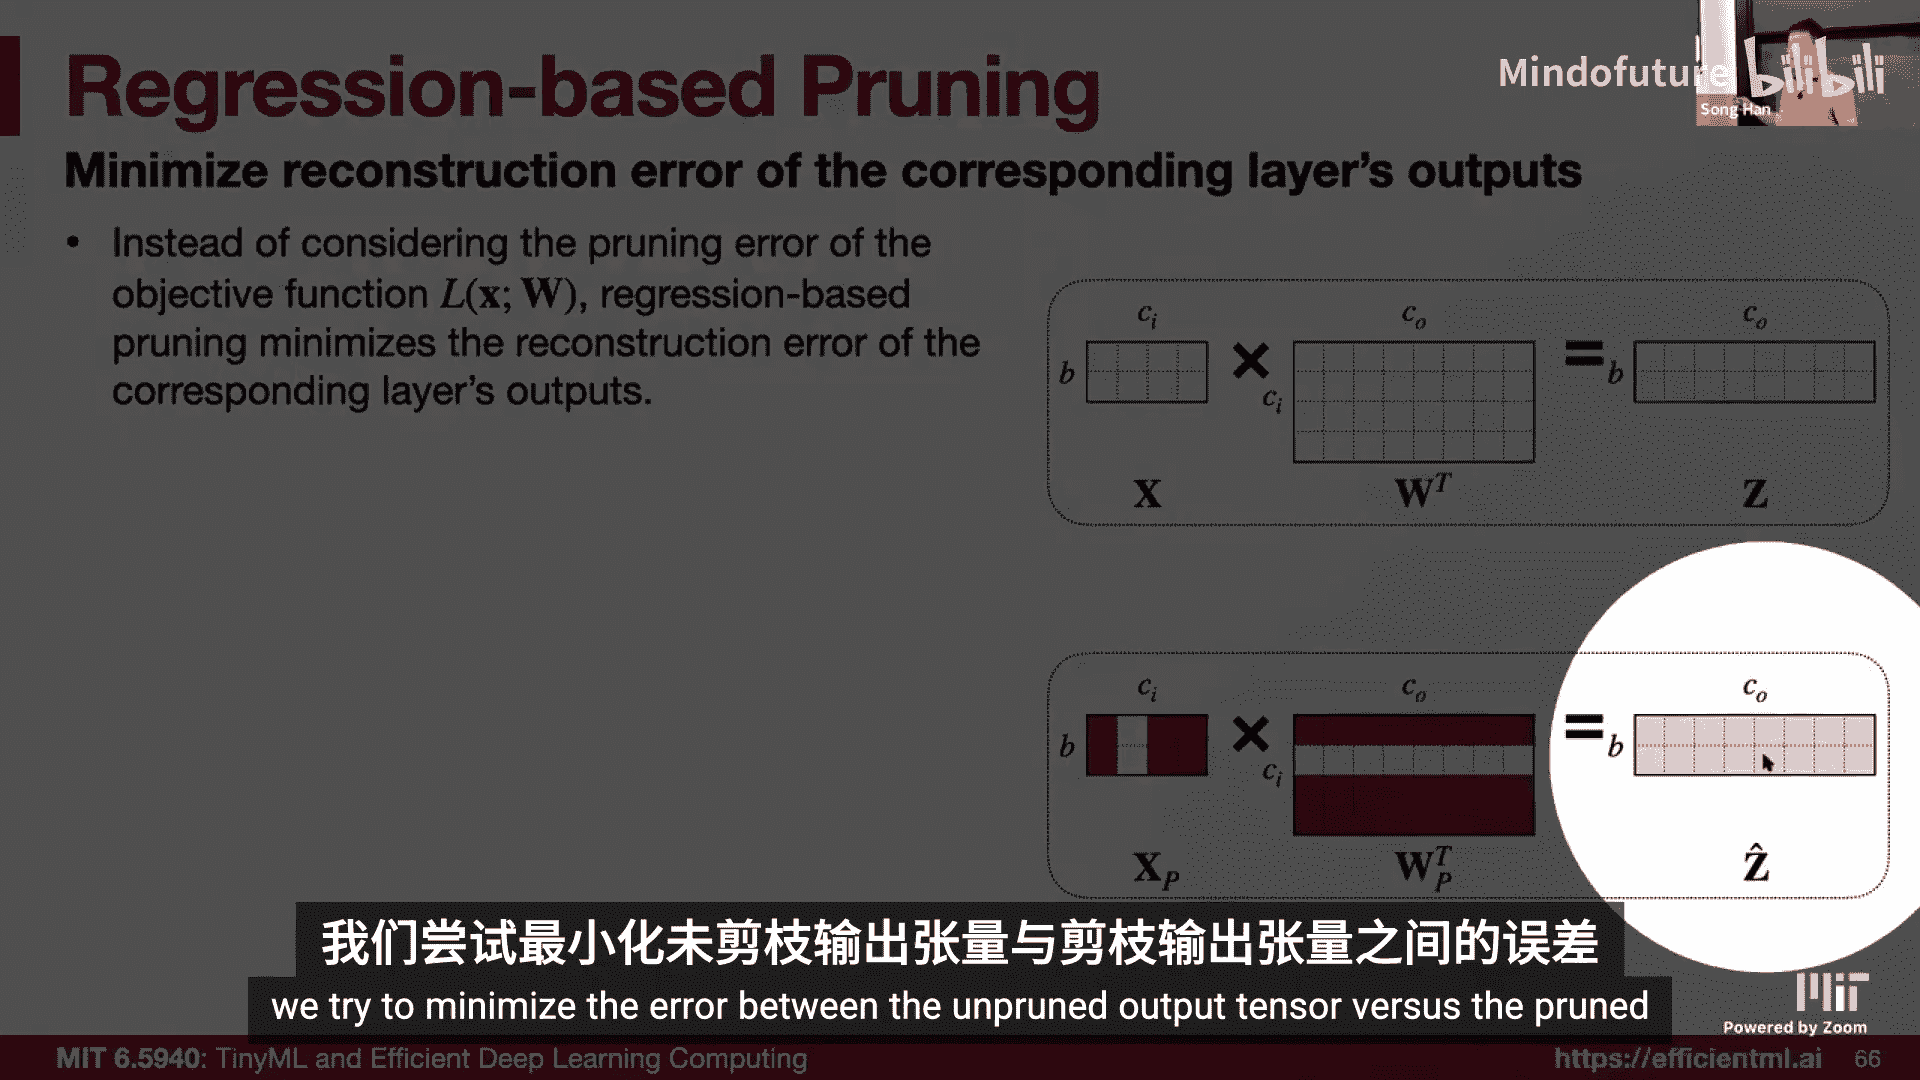 Regression-based Pruning
Mindofuture bilibili
Song Han
Minimize reconstruction error of the corresponding layer's outputs
• Instead of considering the pruning error of the
objective function L(x; W), regression-based
pruning minimizes the reconstruction error of the
corresponding layer's outputs.
c_i c_o c_o
b × c_i = b
X W^T Z
c_i c_o c_o
b × c_i = b
X_P W_P^T Ẑ
我们尝试最小化未剪枝输出张量与剪枝输出张量之间的误差
we try to minimize the error between the unpruned output tensor versus the pruned
MIT
Powered by Zoom
MIT 6.5940: TinyML and Efficient Deep Learning Computing
https://efficientml.ai 66